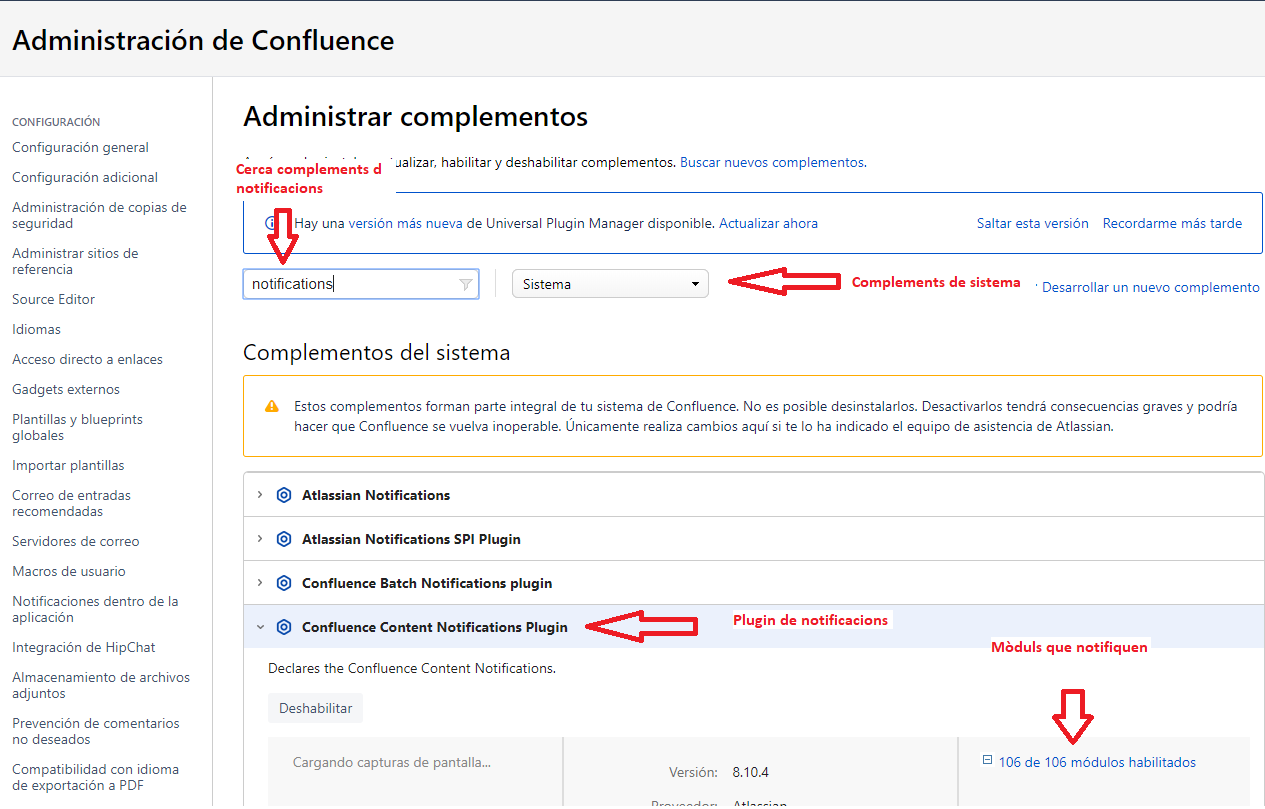 Administración de Confluence
CONFIGURACIÓN
Configuración general
Configuración adicional
Administración de copias de
seguridad
Administrar sitios de
referencia
Source Editor
Idiomas
Acceso directo a enlaces
Gadgets externos
Plantillas y blueprints
globales
Importar plantillas
Correo de entradas
recomendadas
Servidores de correo
Macros de usuario
Notificaciones dentro de la
aplicación
Integración de HipChat
Almacenamiento de archivos
adjuntos
Prevención de comentarios
no deseados
Compatibilidad con idioma
de exportación a PDF
Administrar complementos
habilitar y deshabilitar complementos. Buscar nuevos complementos.
Cerca complements d
notificacions
Hay una versión más nueva de Universal Plugin Manager disponible. Actualizar ahora
Saltar esta versión
Recordarme más tarde
notifications
Sistema
Complements de sistema
Desarrollar un nuevo complemento
Complementos del sistema
Estos complementos forman parte integral de tu sistema de Confluence. No es posible desinstalarlos. Desactivarlos tendrá consecuencias graves y podría
hacer que Confluence se vuelva inoperable. Únicamente realiza cambios aquí si te lo ha indicado el equipo de asistencia de Atlassian.
Atlassian Notifications
Atlassian Notifications SPI Plugin
Confluence Batch Notifications plugin
Confluence Content Notifications Plugin
Plugin de notificacions
Mòduls que notifiquen
Declares the Confluence Content Notifications.
Deshabilitar
Cargando capturas de pantalla...
Versión: 8.10.4
106 de 106 módulos habilitados
Proveedor: Atlassian